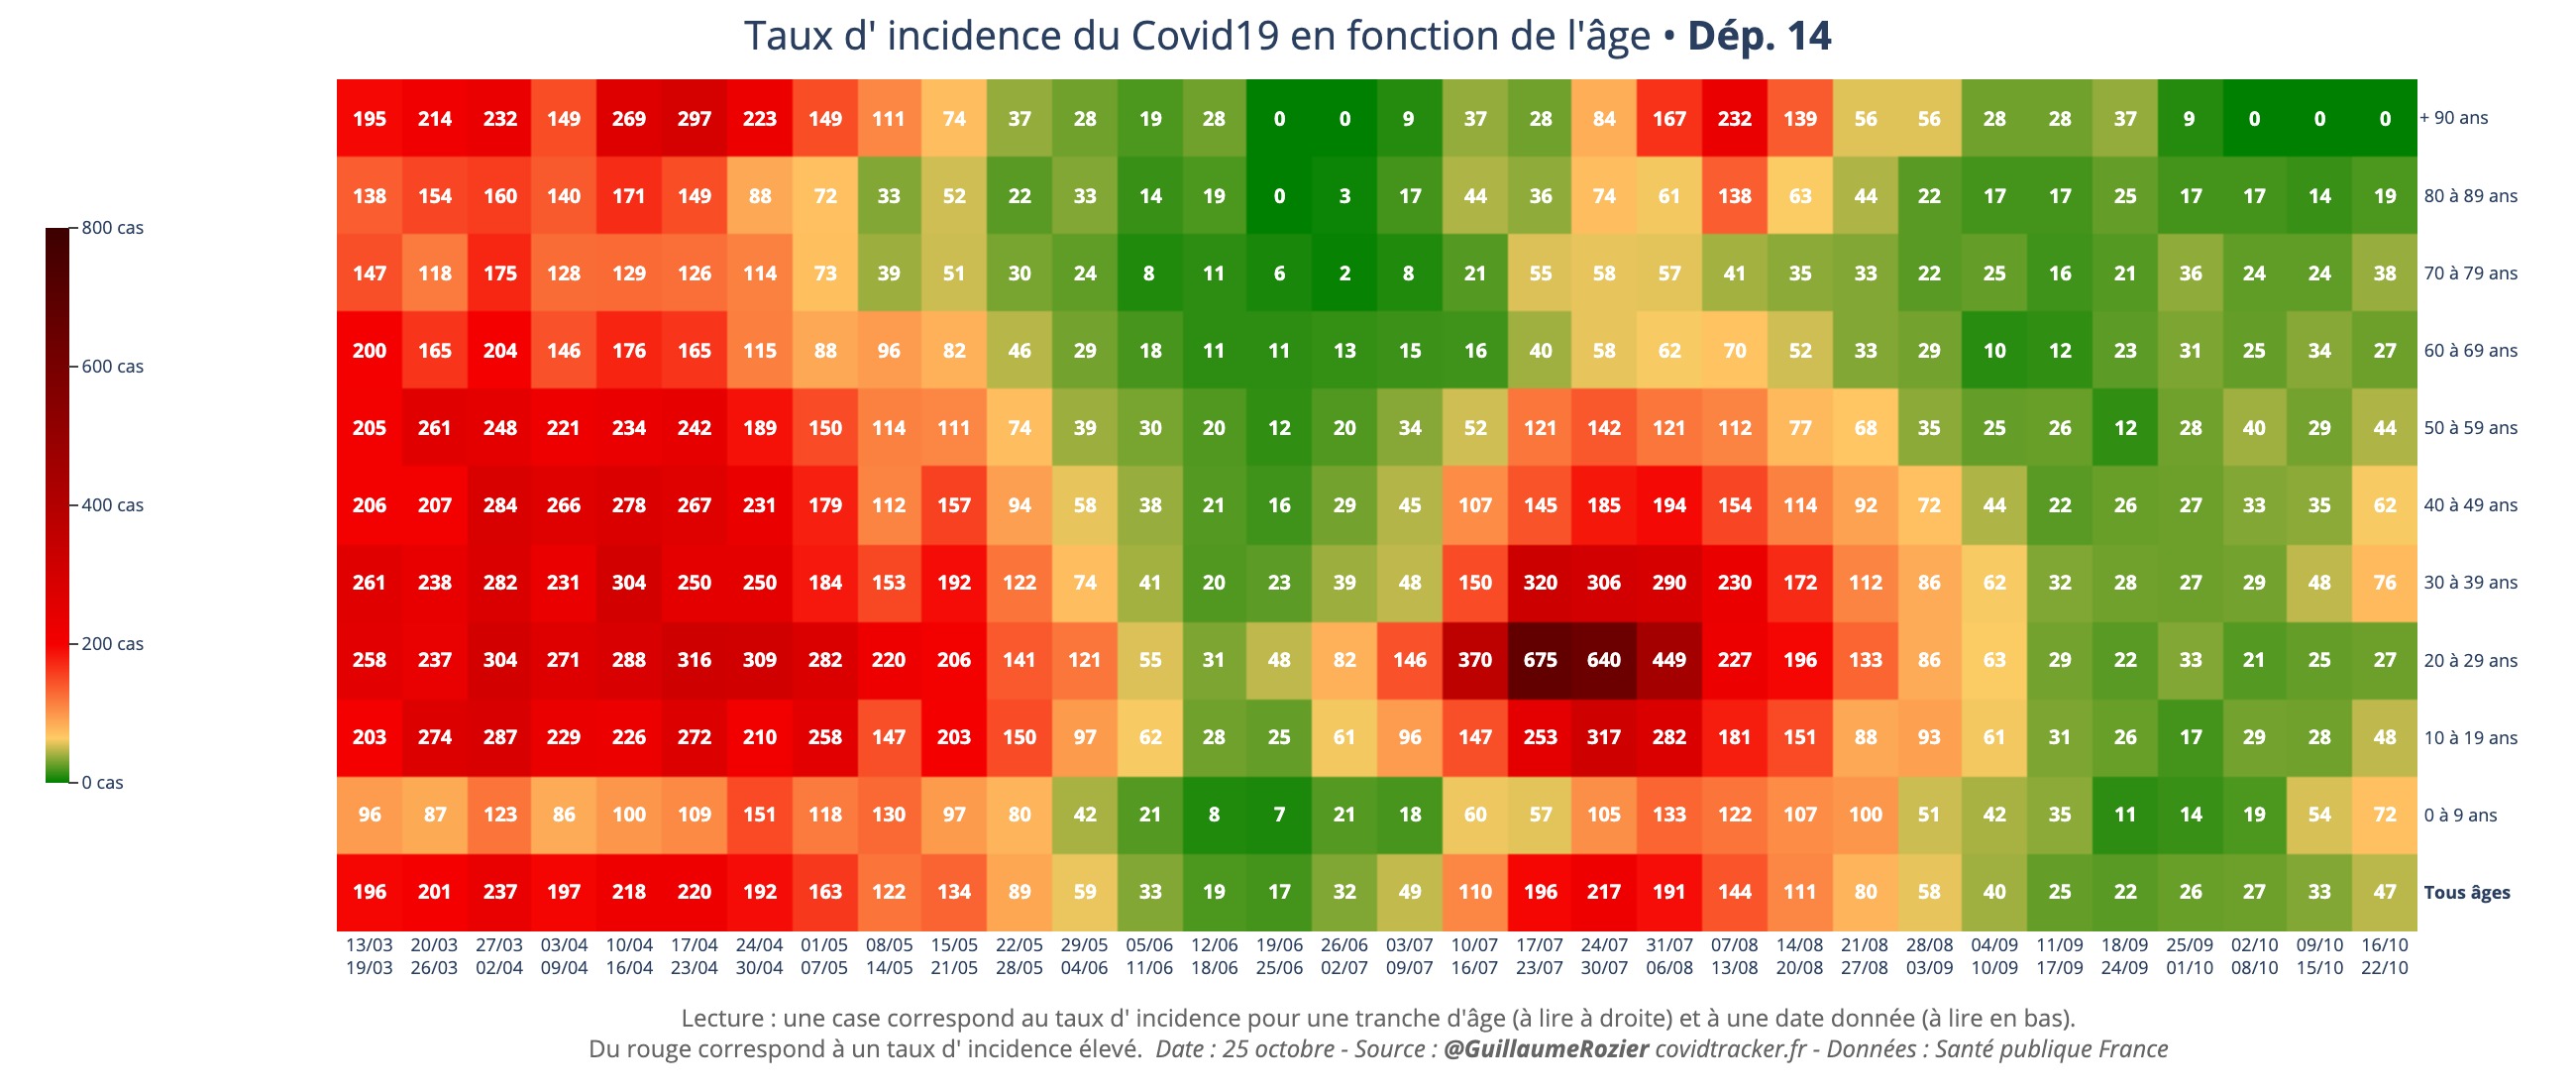 Taux d' incidence du Covid19 en fonction de l'âge • Dép. 14
800 cas
600 cas
400 cas
200 cas
0 cas
195 214 232 149 269 297 223 149 111 74 37 28 19 28 0 0 9 37 28 84 167 232 139 56 56 28 28 37 9 0 0 0 + 90 ans
138 154 160 140 171 149 88 72 33 52 22 33 14 19 0 3 17 44 36 74 61 138 63 44 22 17 17 25 17 17 14 19 80 à 89 ans
147 118 175 128 129 126 114 73 39 51 30 24 8 11 6 2 8 21 55 58 57 41 35 33 22 25 16 21 36 24 24 38 70 à 79 ans
200 165 204 146 176 165 115 88 96 82 46 29 18 11 11 13 15 16 40 58 62 70 52 33 29 10 12 23 31 25 34 27 60 à 69 ans
205 261 248 221 234 242 189 150 114 111 74 39 30 20 12 20 34 52 121 142 121 112 77 68 35 25 26 12 28 40 29 44 50 à 59 ans
206 207 284 266 278 267 231 179 112 157 94 58 38 21 16 29 45 107 145 185 194 154 114 92 72 44 22 26 27 33 35 62 40 à 49 ans
261 238 282 231 304 250 250 184 153 192 122 74 41 20 23 39 48 150 320 306 290 230 172 112 86 62 32 28 27 29 48 76 30 à 39 ans
258 237 304 271 288 316 309 282 220 206 141 121 55 31 48 82 146 370 675 640 449 227 196 133 86 63 29 22 33 21 25 27 20 à 29 ans
203 274 287 229 226 272 210 258 147 203 150 97 62 28 25 61 96 147 253 317 282 181 151 88 93 61 31 26 17 29 28 48 10 à 19 ans
96 87 123 86 100 109 151 118 130 97 80 42 21 8 7 21 18 60 57 105 133 122 107 100 51 42 35 11 14 19 54 72 0 à 9 ans
196 201 237 197 218 220 192 163 122 134 89 59 33 19 17 32 49 110 196 217 191 144 111 80 58 40 25 22 26 27 33 47 Tous âges
13/03 20/03 27/03 03/04 10/04 17/04 24/04 01/05 08/05 15/05 22/05 29/05 05/06 12/06 19/06 26/06 03/07 10/07 17/07 24/07 31/07 07/08 14/08 21/08 28/08 04/09 11/09 18/09 25/09 02/10 09/10 16/10
19/03 26/03 02/04 09/04 16/04 23/04 30/04 07/05 14/05 21/05 28/05 04/06 11/06 18/06 25/06 02/07 09/07 16/07 23/07 30/07 06/08 13/08 20/08 27/08 03/09 10/09 17/09 24/09 01/10 08/10 15/10 22/10
Lecture : une case correspond au taux d' incidence pour une tranche d'âge (à lire à droite) et à une date donnée (à lire en bas).
Du rouge correspond à un taux d' incidence élevé. Date : 25 octobre - Source : @GuillaumeRozier covidtracker.fr - Données : Santé publique France